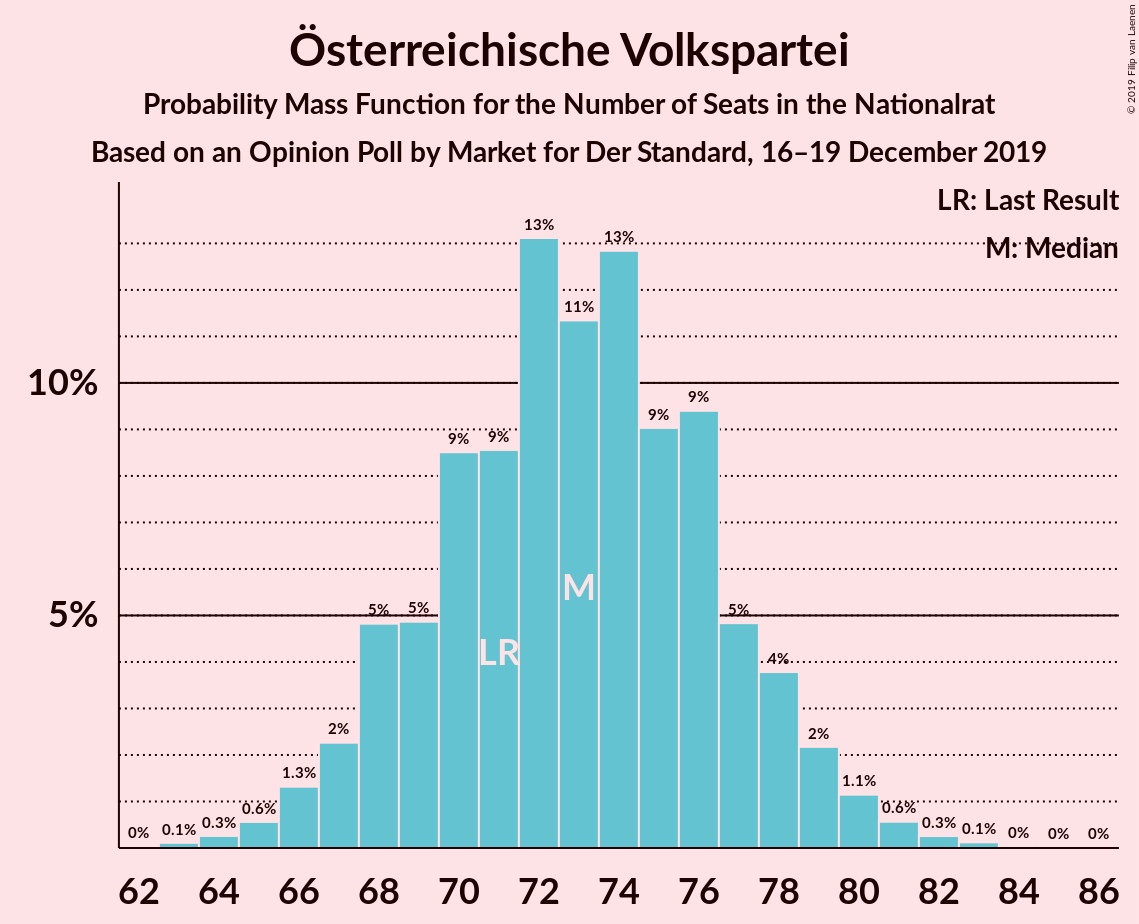 Österreichische Volkspartei
Probability Mass Function for the Number of Seats in the Nationalrat
Based on an Opinion Poll by Market for Der Standard, 16–19 December 2019
© 2019 Filip van Laenen
LR: Last Result
M: Median
10%
5%
0% 0.1% 0.3% 0.6% 1.3% 2% 5% 5% 9% 9% 13% 11% 13% 9% 9% 5% 4% 2% 1.1% 0.6% 0.3% 0.1% 0% 0% 0%
M
LR
62 64 66 68 70 72 74 76 78 80 82 84 86